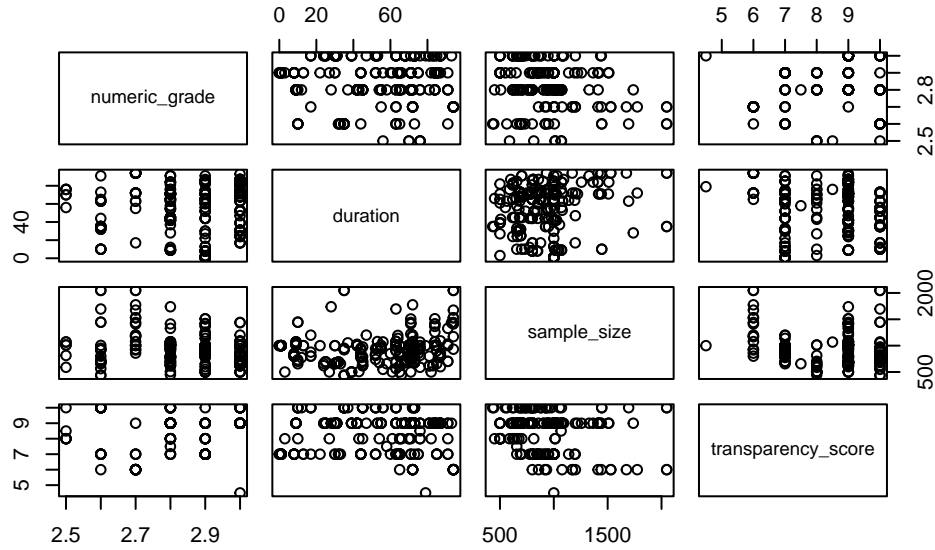 0 20 60
5 6 7 8 9
numeric_grade
2.5 2.8
0 40
duration
sample_size
500 2000
5 7 9
transparency_score
2.5 2.7 2.9
500 1500